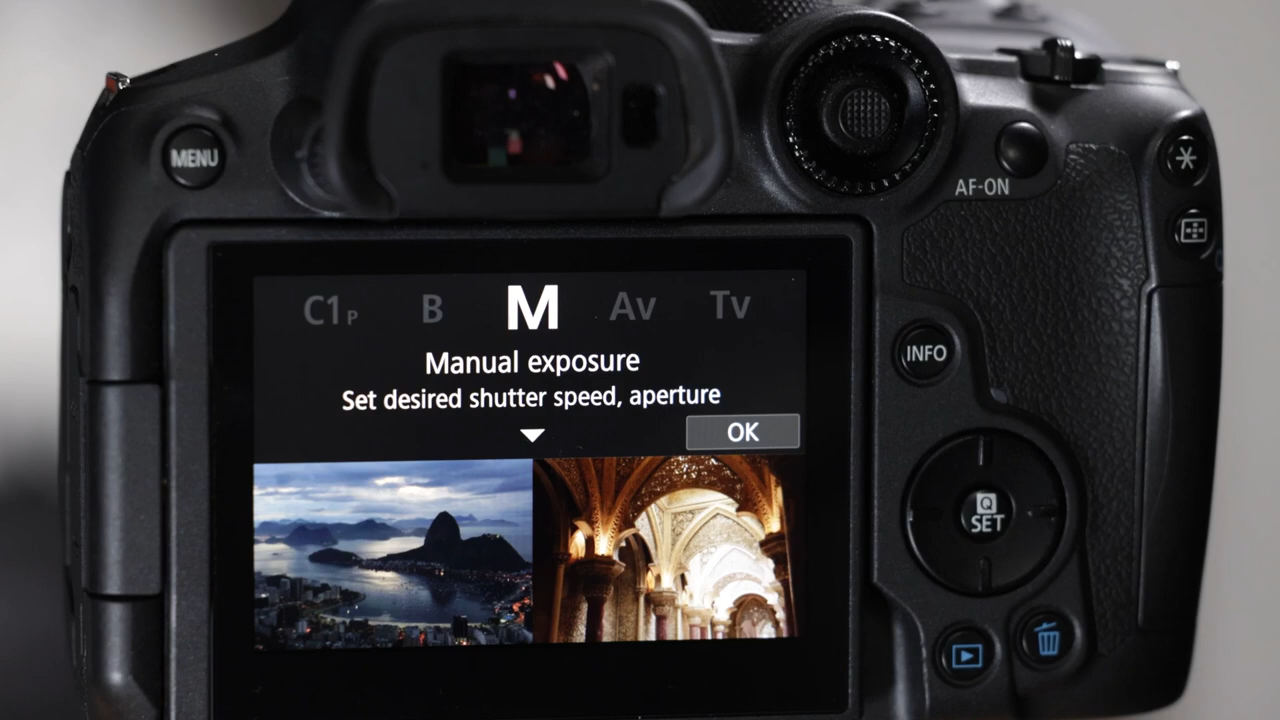 MENU
AF-ON
C1P B M Av Tv
Manual exposure
Set desired shutter speed, aperture
OK
INFO
Q
SET